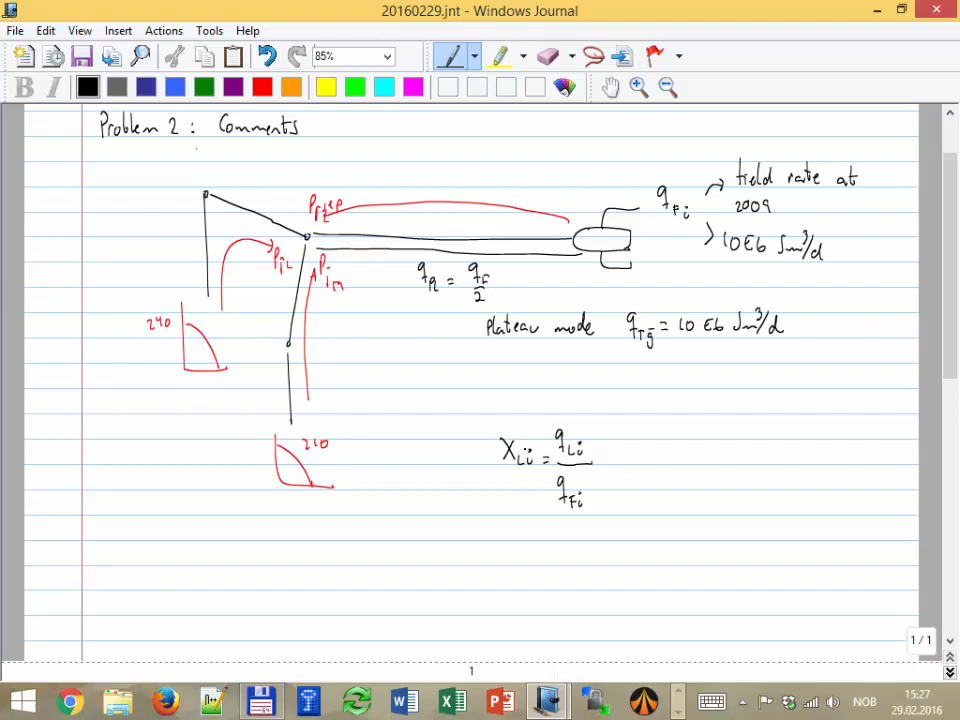 20160229.jnt - Windows Journal
File Edit View Insert Actions Tools Help
85%
B I
Problem 2 : Comments
q_Fi → field rate at
2009
10E6 Sm³/d
P_iL
P_im
q_R = q_F/2
Plateau mode q_Tg = 10 E6 Sm³/d
240
210
X_Li = q_Li
q_Fi
1 / 1
1
NOB
15:27
29.02.2016